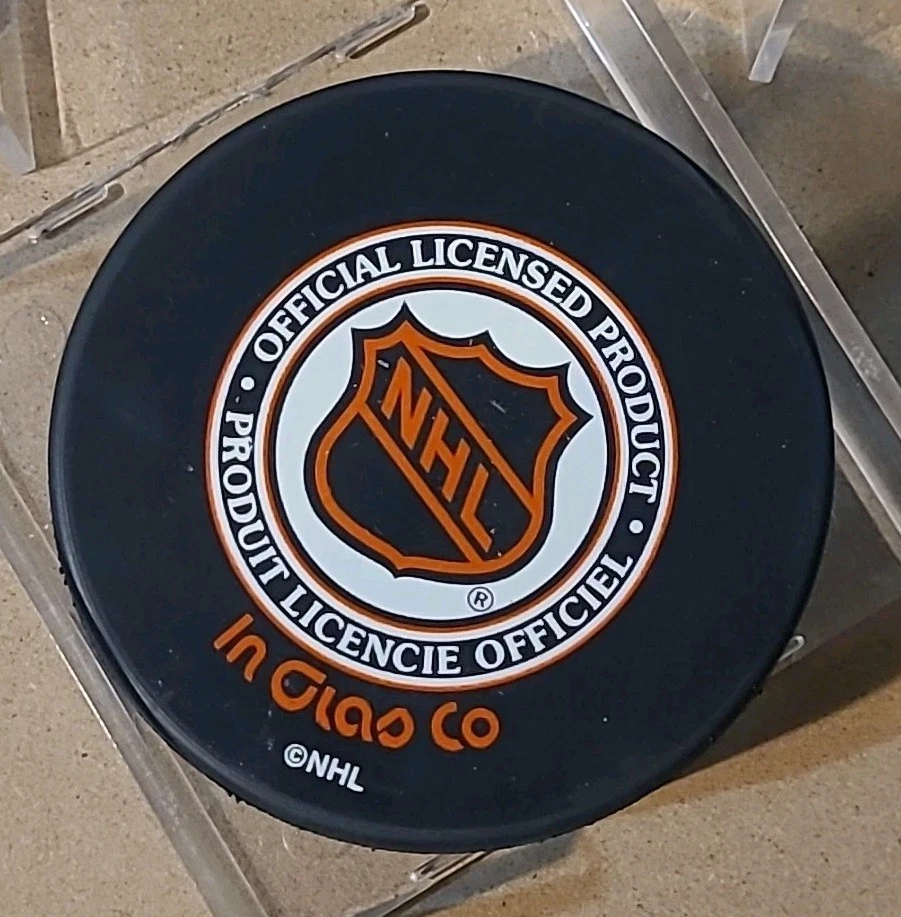 • OFFICIAL LICENSED PRODUCT •
PRODUIT LICENCIE OFFICIEL
NHL
®
In Glas Co
©NHL